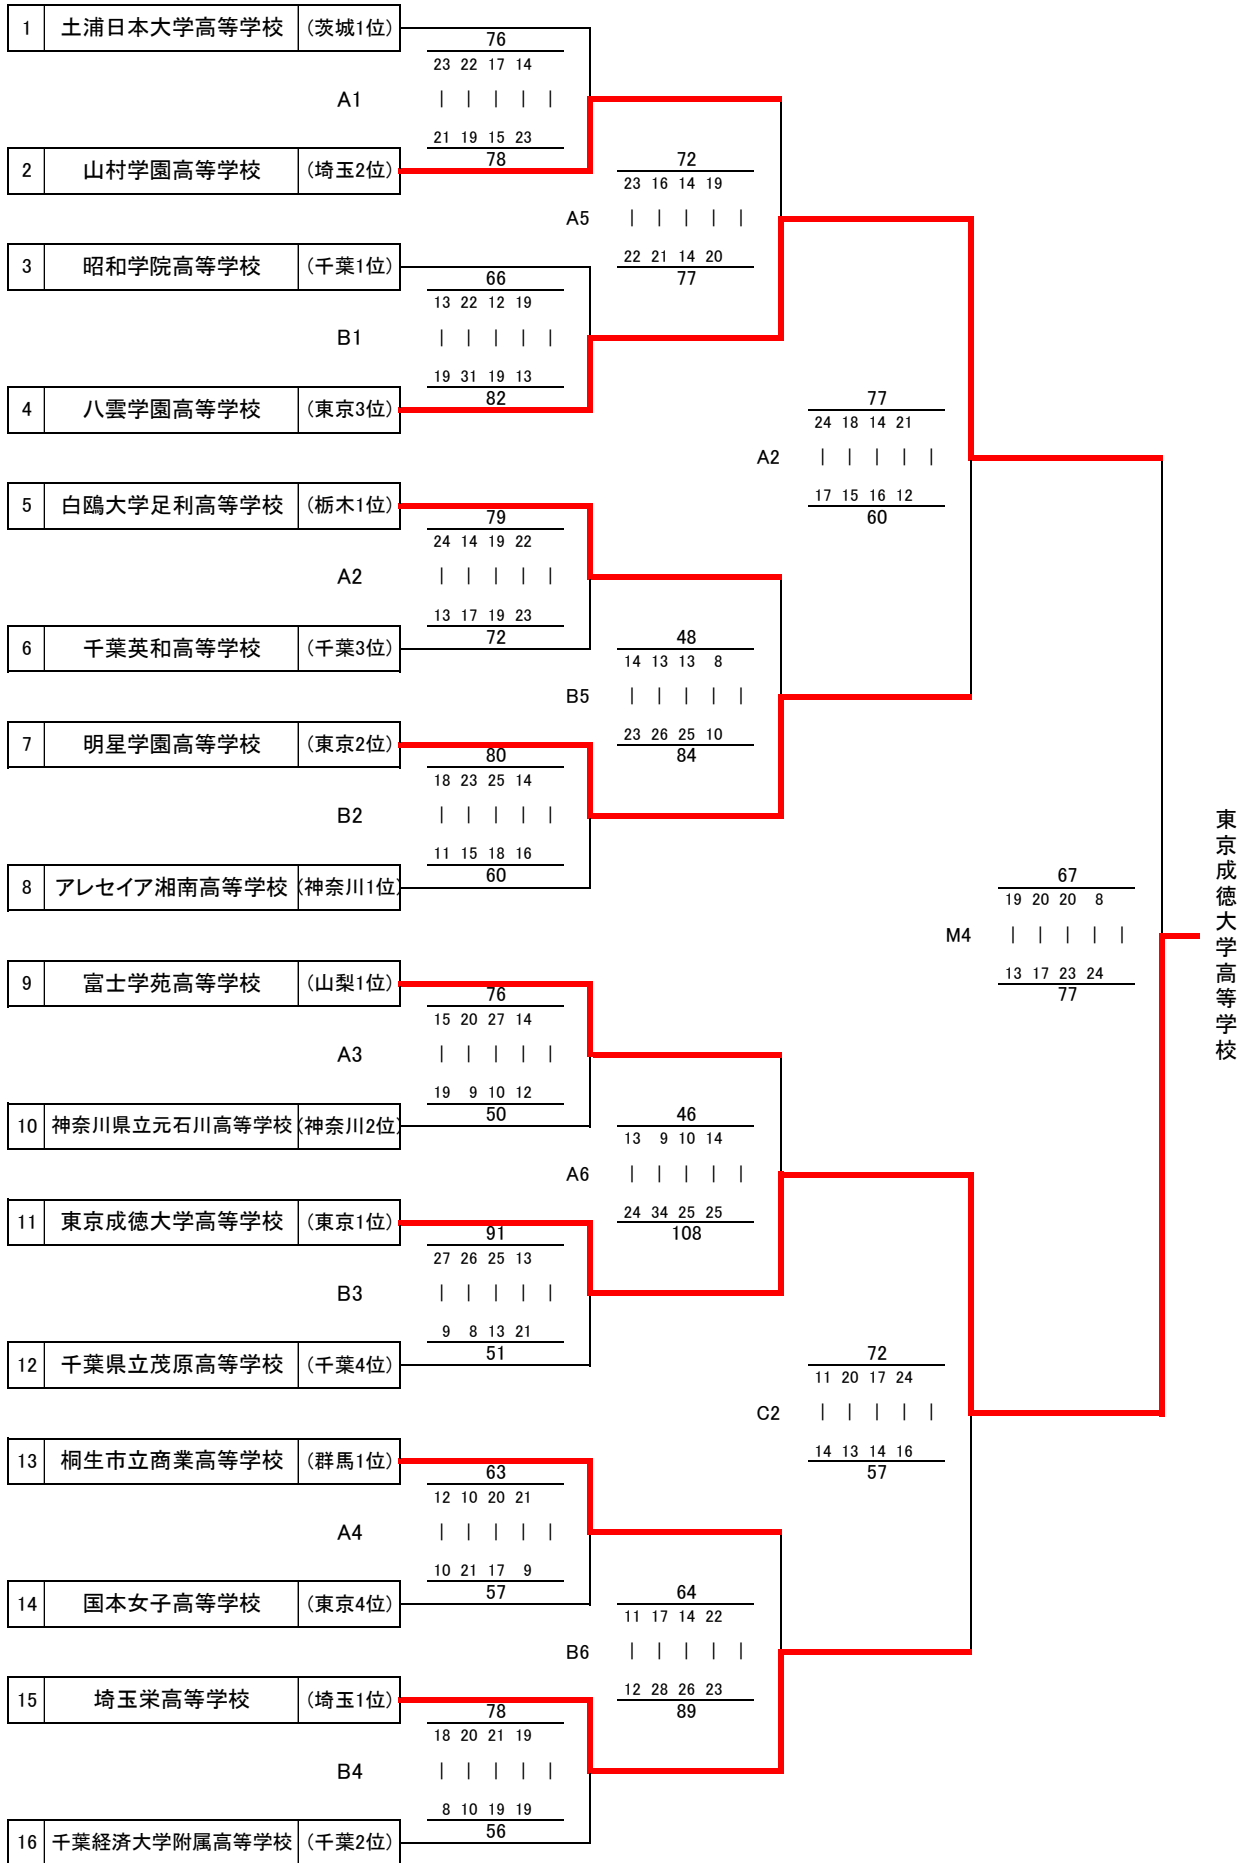 1 土浦日本大学高等学校 (茨城1位)
76
23 22 17 14
A1 | | | | |
21 19 15 23
78
2 山村学園高等学校 (埼玉2位)
72
23 16 14 19
A5 | | | | |
22 21 14 20
77
3 昭和学院高等学校 (千葉1位)
66
13 22 12 19
B1 | | | | |
19 31 19 13
82
4 八雲学園高等学校 (東京3位)
77
24 18 14 21
A2 | | | | |
17 15 16 12
60
5 白鴎大学足利高等学校 (栃木1位)
79
24 14 19 22
A2 | | | | |
13 17 19 23
72
6 千葉英和高等学校 (千葉3位)
48
14 13 13 8
B5 | | | | |
23 26 25 10
84
7 明星学園高等学校 (東京2位)
80
18 23 25 14
B2 | | | | |
11 15 18 16
60
8 アレセイア湘南高等学校 (神奈川1位)
67
19 20 20 8
M4 | | | | |
13 17 23 24
77
東京成徳大学高等学校
9 富士学苑高等学校 (山梨1位)
76
15 20 27 14
A3 | | | | |
19 9 10 12
50
10 神奈川県立元石川高等学校 (神奈川2位)
46
13 9 10 14
A6 | | | | |
24 34 25 25
108
11 東京成徳大学高等学校 (東京1位)
91
27 26 25 13
B3 | | | | |
9 8 13 21
51
12 千葉県立茂原高等学校 (千葉4位)
72
11 20 17 24
C2 | | | | |
14 13 14 16
57
13 桐生市立商業高等学校 (群馬1位)
63
12 10 20 21
A4 | | | | |
10 21 17 9
57
14 国本女子高等学校 (東京4位)
64
11 17 14 22
B6 | | | | |
12 28 26 23
89
15 埼玉栄高等学校 (埼玉1位)
78
18 20 21 19
B4 | | | | |
8 10 19 19
56
16 千葉経済大学附属高等学校 (千葉2位)